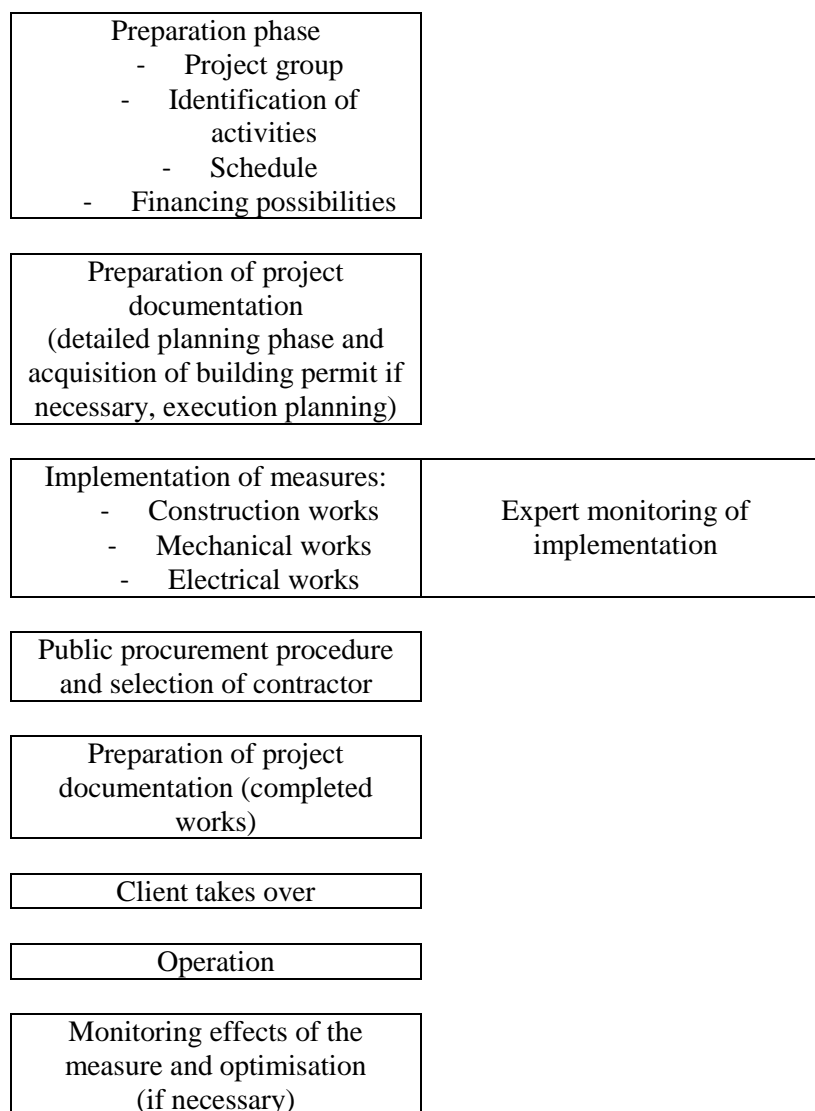 Preparation phase
- Project group
- Identification of
activities
- Schedule
- Financing possibilities
Preparation of project
documentation
(detailed planning phase and
acquisition of building permit if
necessary, execution planning)
Implementation of measures:
- Construction works
- Mechanical works
- Electrical works
Expert monitoring of
implementation
Public procurement procedure
and selection of contractor
Preparation of project
documentation (completed
works)
Client takes over
Operation
Monitoring effects of the
measure and optimisation
(if necessary)